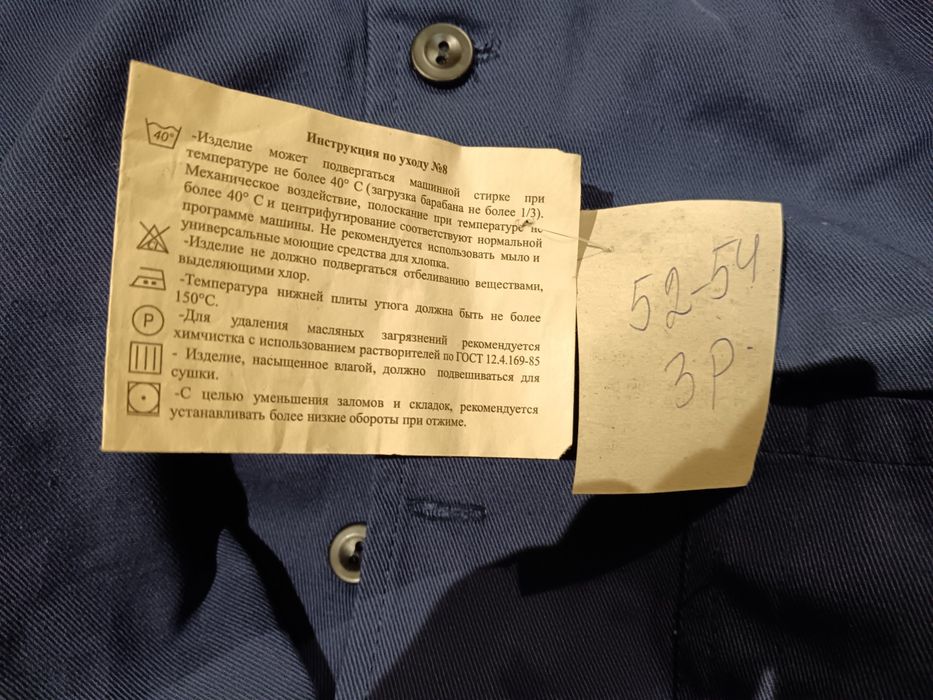 Инструкция по уходу №8
40° -Изделие может подвергаться машинной стирке при
температуре не более 40° С (загрузка барабана не более 1/3).
Механическое воздействие, полоскание при температуре не
более 40° С и центрифугирование соответствуют нормальной
программе машины. Не рекомендуется использовать мыло и
универсальные моющие средства для хлопка.
-Изделие не должно подвергаться отбеливанию веществами,
выделяющими хлор.
-Температура нижней плиты утюга должна быть не более
150°С.
P -Для удаления масляных загрязнений рекомендуется
химчистка с использованием растворителей по ГОСТ 12.4.169-85
- Изделие, насыщенное влагой, должно подвешиваться для
сушки.
-С целью уменьшения заломов и складок, рекомендуется
устанавливать более низкие обороты при отжиме.
52-54
3р.